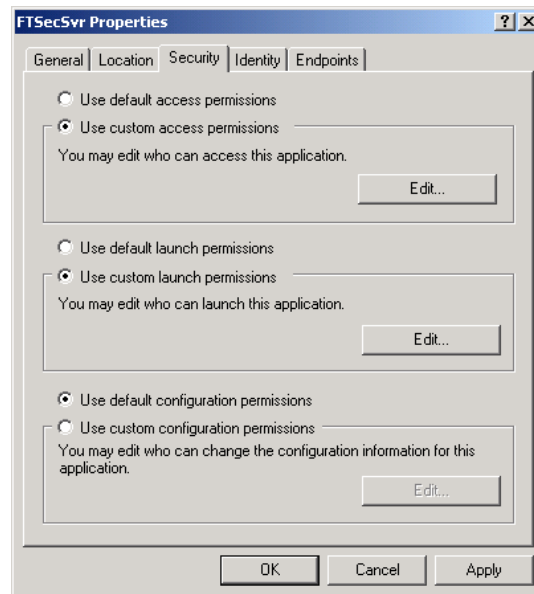 FTSecSvr Properties
General Location Security Identity Endpoints
Use default access permissions
Use custom access permissions
You may edit who can access this application.
Edit...
Use default launch permissions
Use custom launch permissions
You may edit who can launch this application.
Edit...
Use default configuration permissions
Use custom configuration permissions
You may edit who can change the configuration information for this
application.
Edit...
OK Cancel Apply